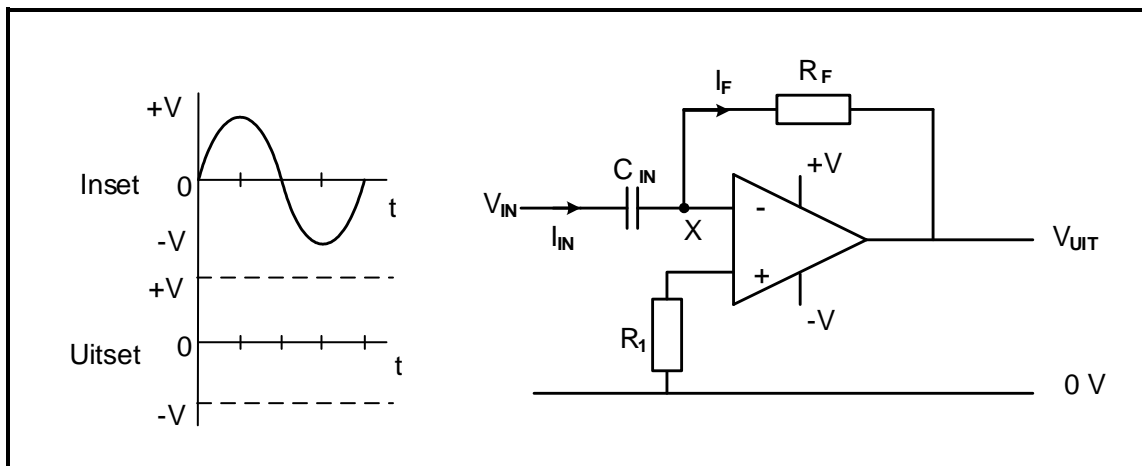 +V
Inset
0
t
-V
+V
Uitset
0
t
-V
I_F
R_F
C_IN
+V
V_IN
I_IN
X
-
+
-V
V_UIT
R_1
0 V